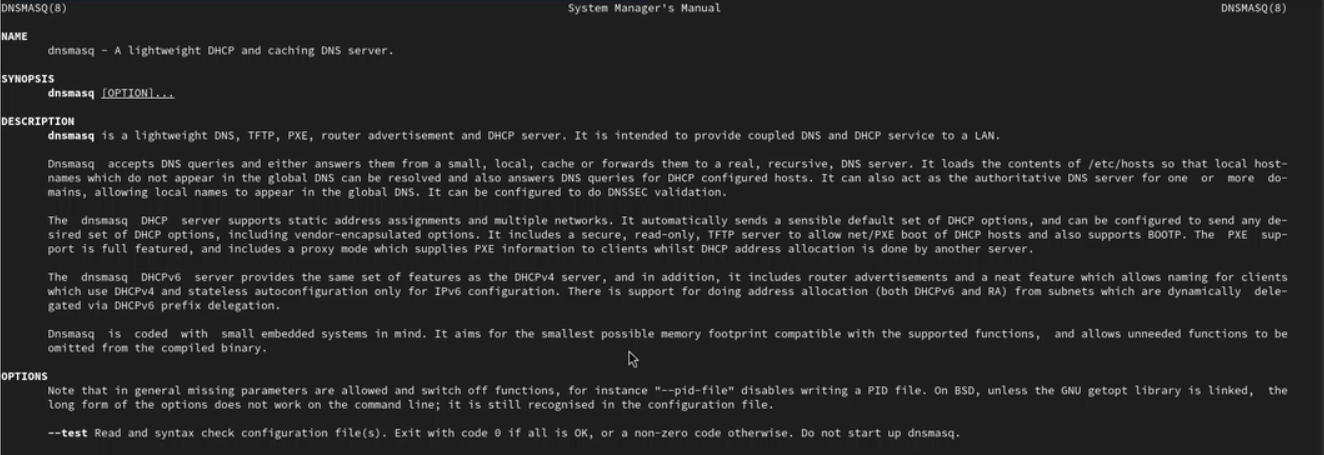 DNSMASQ(8) System Manager's Manual DNSMASQ(8)
NAME
dnsmasq - A lightweight DHCP and caching DNS server.
SYNOPSIS
dnsmasq [OPTION]...
DESCRIPTION
dnsmasq is a lightweight DNS, TFTP, PXE, router advertisement and DHCP server. It is intended to provide coupled DNS and DHCP service to a LAN.
Dnsmasq accepts DNS queries and either answers them from a small, local, cache or forwards them to a real, recursive, DNS server. It loads the contents of /etc/hosts so that local host-
names which do not appear in the global DNS can be resolved and also answers DNS queries for DHCP configured hosts. It can also act as the authoritative DNS server for one or more do-
mains, allowing local names to appear in the global DNS. It can be configured to do DNSSEC validation.
The dnsmasq DHCP server supports static address assignments and multiple networks. It automatically sends a sensible default set of DHCP options, and can be configured to send any de-
sired set of DHCP options, including vendor-encapsulated options. It includes a secure, read-only, TFTP server to allow net/PXE boot of DHCP hosts and also supports BOOTP. The PXE sup-
port is full featured, and includes a proxy mode which supplies PXE information to clients whilst DHCP address allocation is done by another server.
The dnsmasq DHCPv6 server provides the same set of features as the DHCPv4 server, and in addition, it includes router advertisements and a neat feature which allows naming for clients
which use DHCPv4 and stateless autoconfiguration only for IPv6 configuration. There is support for doing address allocation (both DHCPv6 and RA) from subnets which are dynamically dele-
gated via DHCPv6 prefix delegation.
Dnsmasq is coded with small embedded systems in mind. It aims for the smallest possible memory footprint compatible with the supported functions, and allows unneeded functions to be
omitted from the compiled binary.
OPTIONS
Note that in general missing parameters are allowed and switch off functions, for instance "--pid-file" disables writing a PID file. On BSD, unless the GNU getopt library is linked, the
long form of the options does not work on the command line; it is still recognised in the configuration file.
--test Read and syntax check configuration file(s). Exit with code 0 if all is OK, or a non-zero code otherwise. Do not start up dnsmasq.